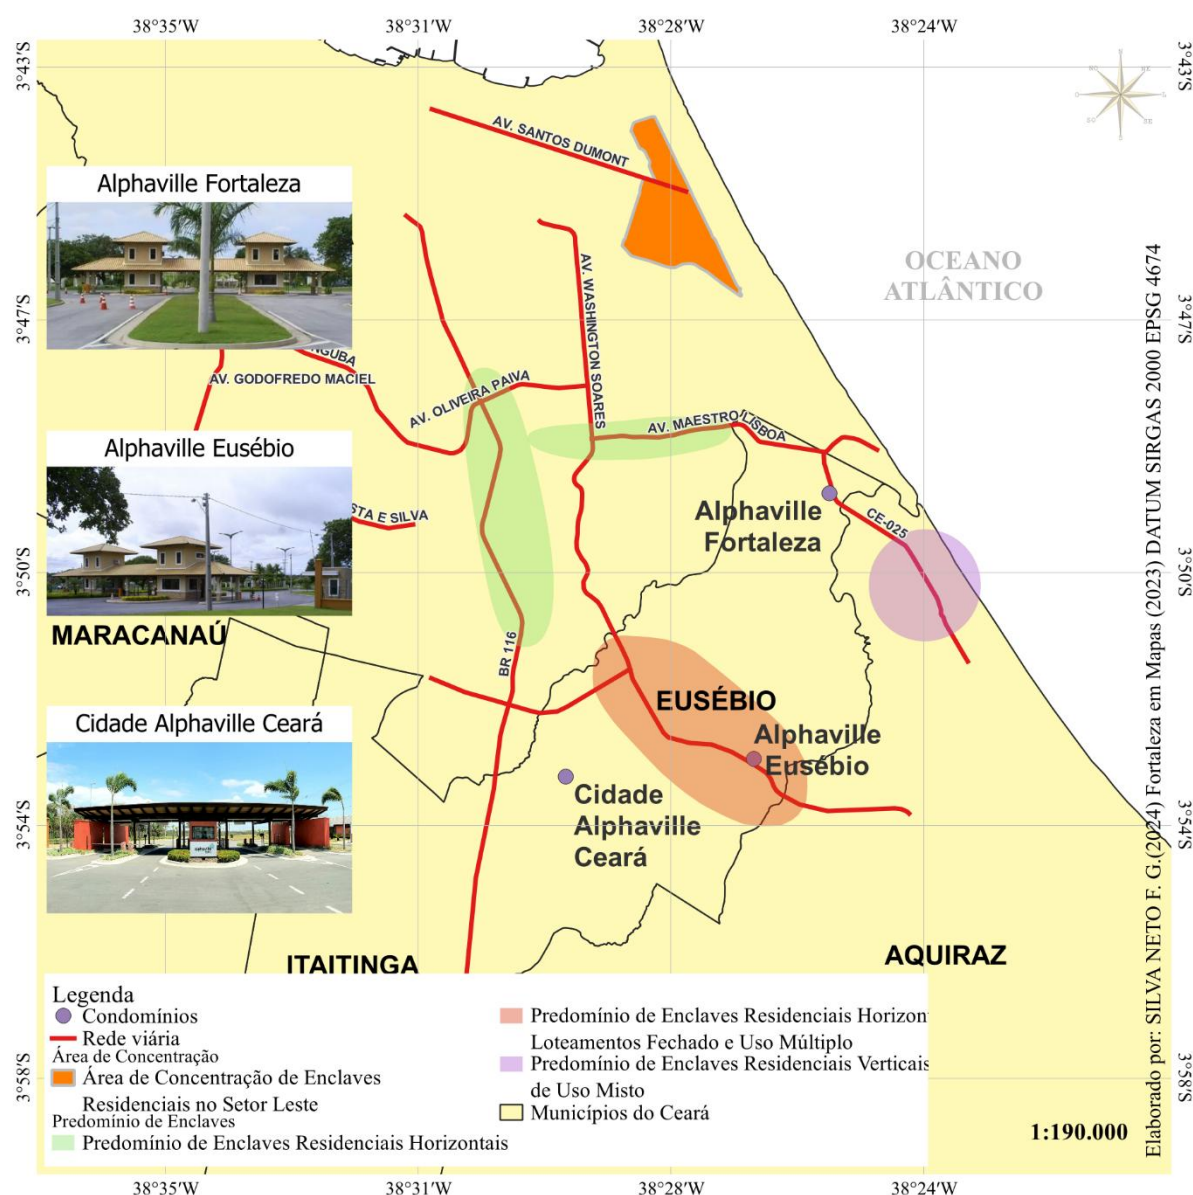 38°35'W
38°31'W
38°28'W
38°24'W
3°43'S
3°43'S
AV. SANTOS DUMONT
Alphaville Fortaleza
OCEANO
ATLÂNTICO
3°47'S
3°47'S
AV. WASHINGTON SOARES
NGUBA
AV. GODOFREDO MACIEL
AV. OLIVEIRA PAIVA
AV. MAESTRO LISBOA
Alphaville Eusébio
Alphaville
Fortaleza
CE-025
STA E SILVA
3°50'S
3°50'S
MARACANAÚ
BR 116
EUSÉBIO
Cidade Alphaville Ceará
Alphaville
Eusébio
Cidade
Alphaville
Ceará
3°54'S
3°54'S
ITAITINGA
AQUIRAZ
Legenda
Condomínios
Rede viária
Área de Concentração
Área de Concentração de Enclaves
Residenciais no Setor Leste
Predomínio de Enclaves
Predomínio de Enclaves Residenciais Horizontais
Predomínio de Enclaves Residenciais Horizon
Loteamentos Fechado e Uso Múltiplo
Predomínio de Enclaves Residenciais Verticais
de Uso Misto
Municípios do Ceará
3°58'S
3°58'S
1:190.000
Elaborado por: SILVA NETO F. G.(2024) Fortaleza em Mapas (2023) DATUM SIRGAS 2000 EPSG 4674
38°35'W
38°31'W
38°28'W
38°24'W